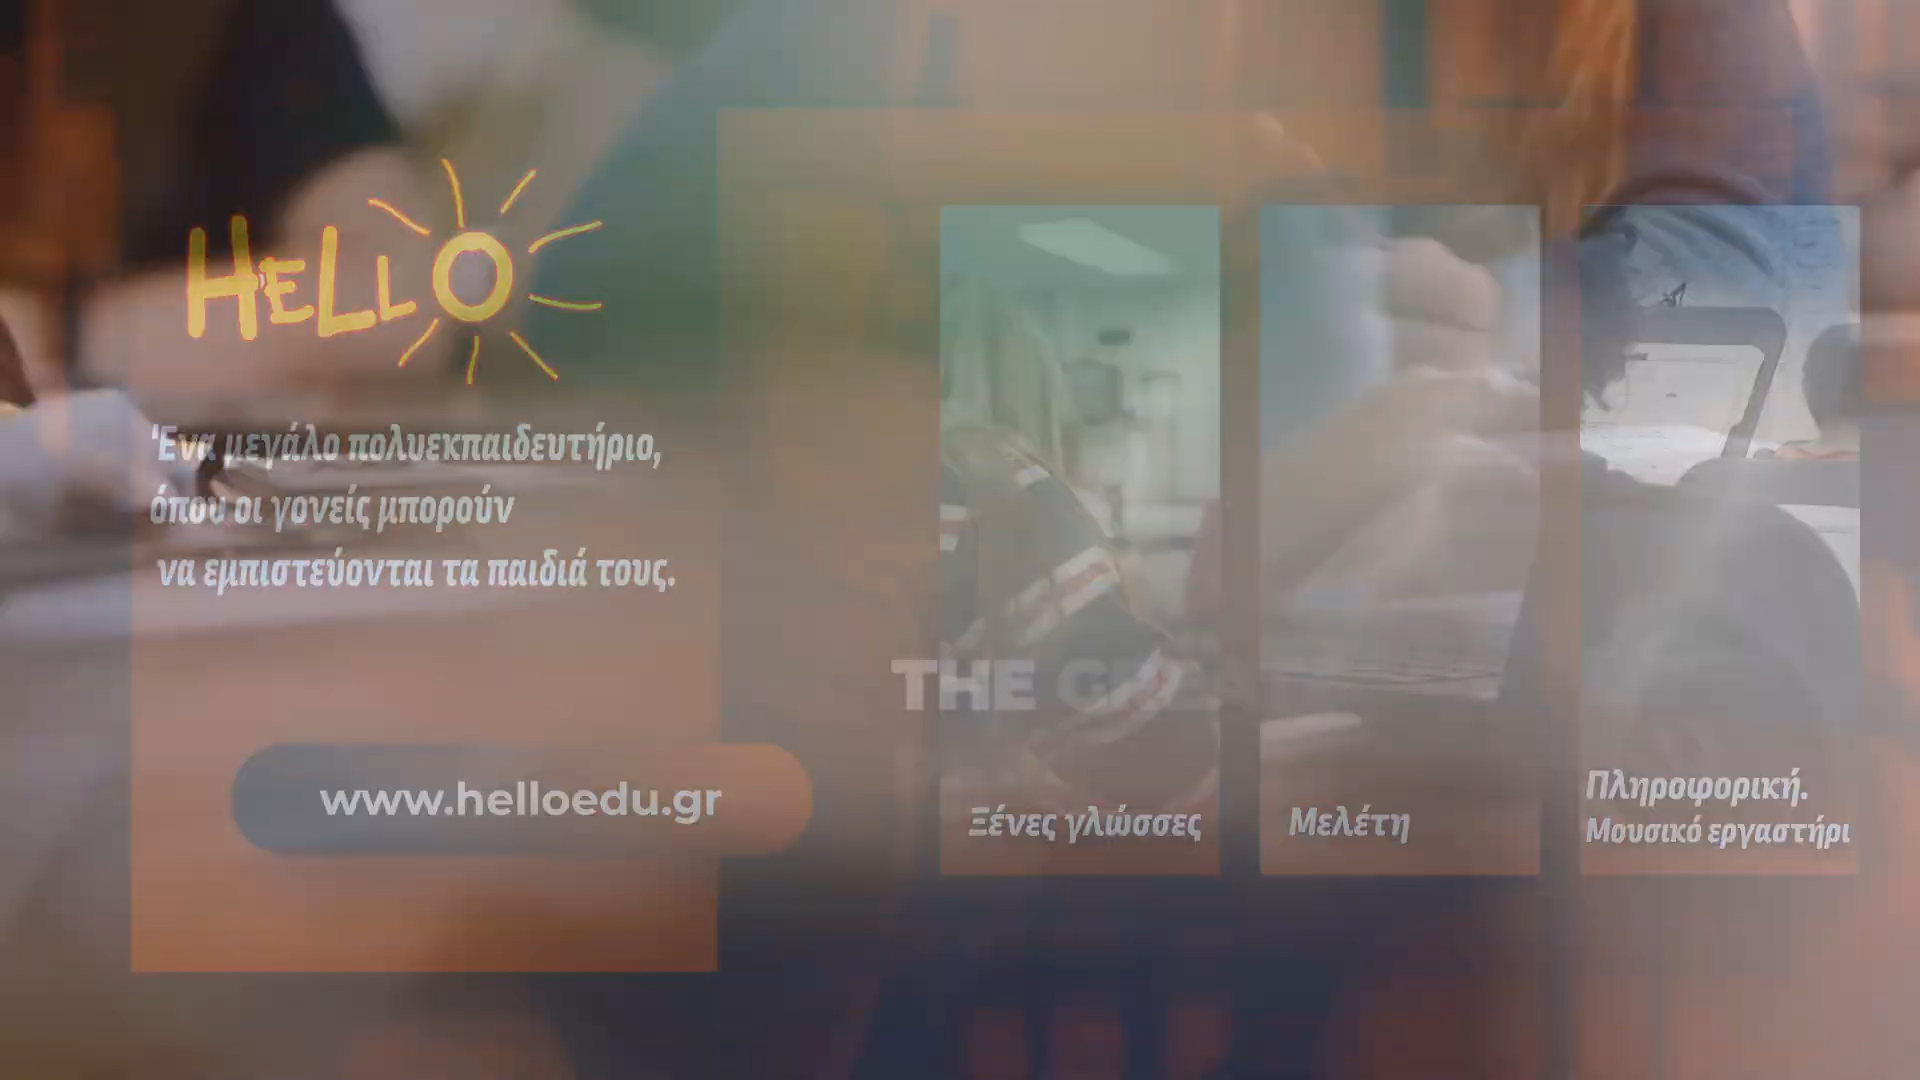 HELLO
Ένα μεγάλο πολυεκπαιδευτήριο,
όπου οι γονείς μπορούν
να εμπιστεύονται τα παιδιά τους.
www.helloedu.gr
THE
Ξένες γλώσσες
Μελέτη
Πληροφορική.
Μουσικό εργαστήρι